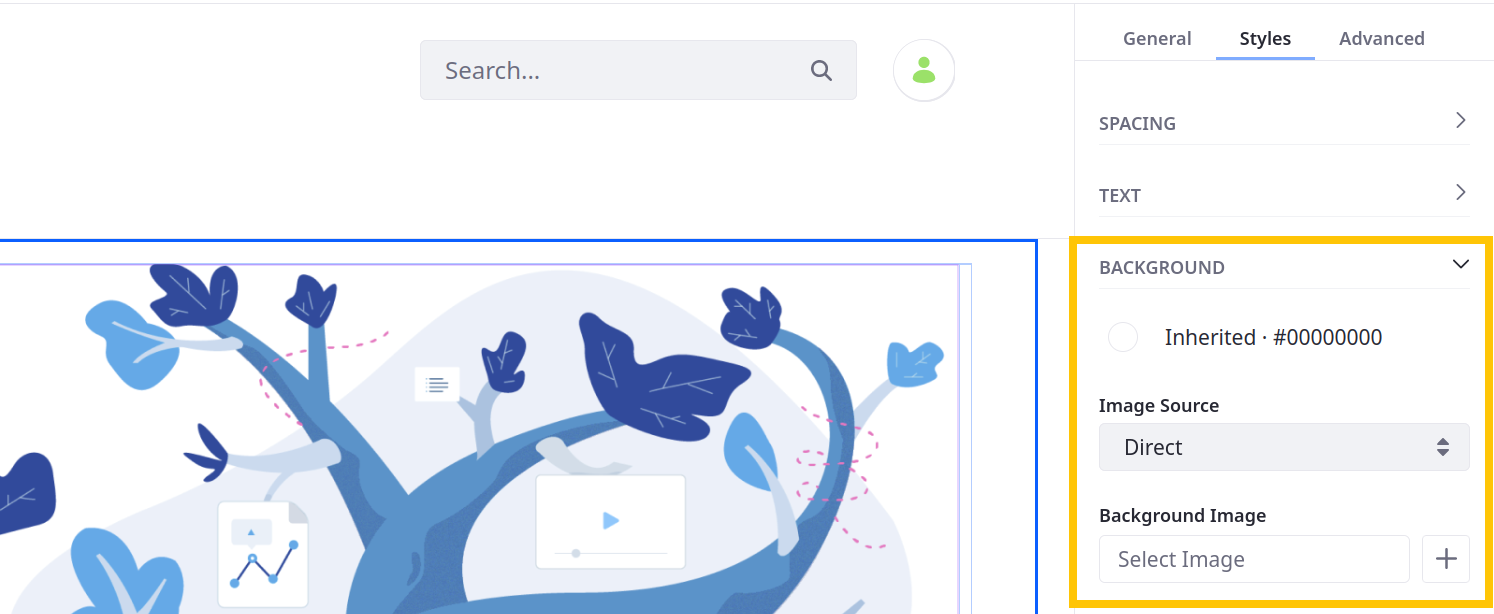 Search...
General Styles Advanced
SPACING
TEXT
BACKGROUND
Inherited · #00000000
Image Source
Direct
Background Image
Select Image